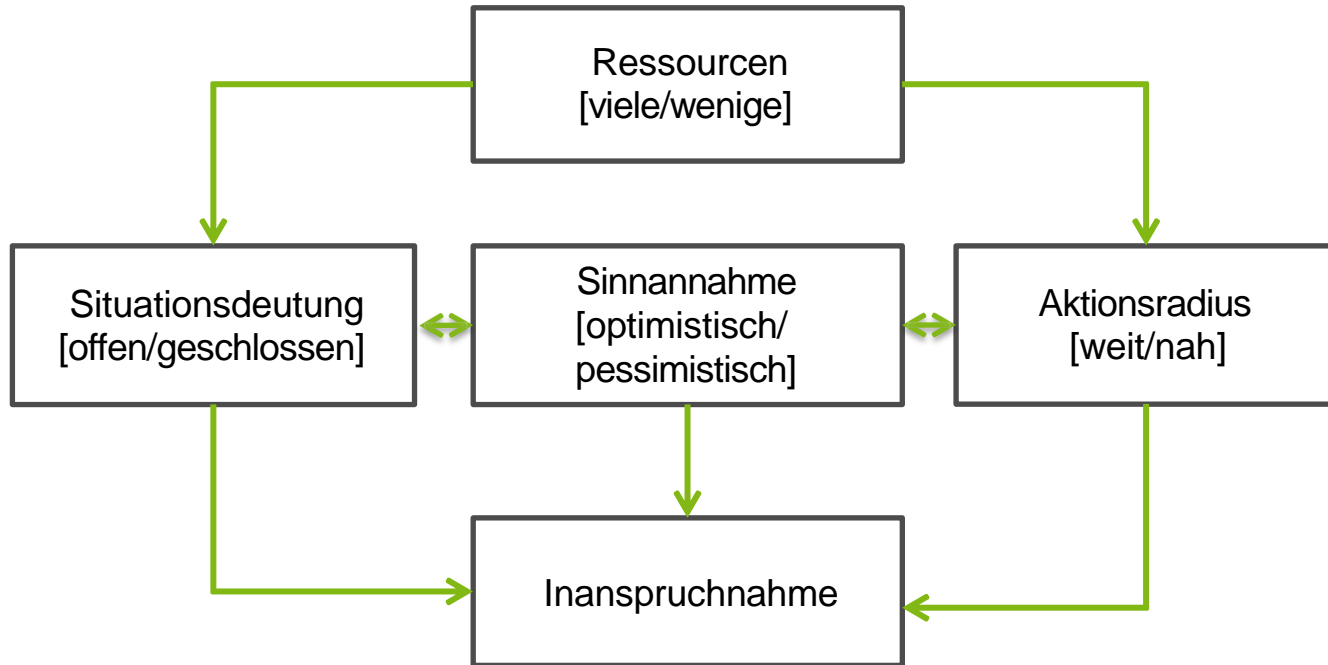 Ressourcen
[viele/wenige]
Situationsdeutung
[offen/geschlossen]
Sinnannahme
[optimistisch/
pessimistisch]
Aktionsradius
[weit/nah]
Inanspruchnahme